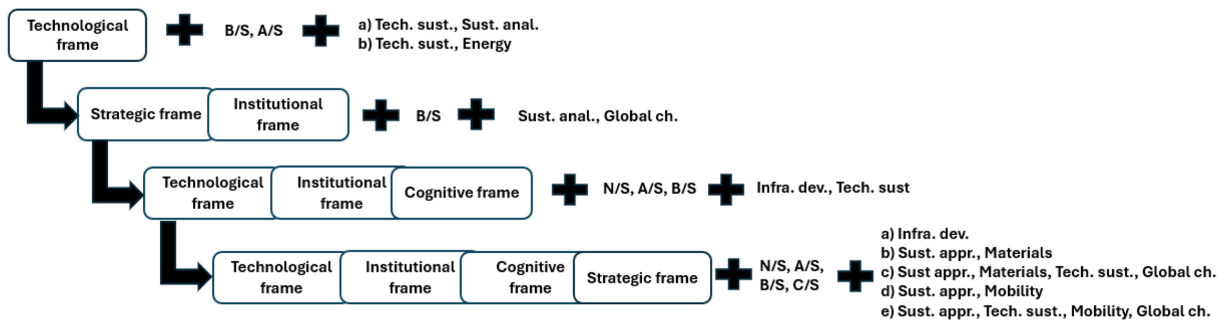 Technological
frame
B/S, A/S
a) Tech. sust., Sust. anal.
b) Tech. sust., Energy
Strategic frame
Institutional
frame
B/S
Sust. anal., Global ch.
Technological
frame
Institutional
frame
Cognitive frame
N/S, A/S, B/S
Infra. dev., Tech. sust
Technological
frame
Institutional
frame
Cognitive
frame
Strategic frame
N/S, A/S,
B/S, C/S
a) Infra. dev.
b) Sust. appr., Materials
c) Sust appr., Materials, Tech. sust., Global ch.
d) Sust. appr., Mobility
e) Sust. appr., Tech. sust., Mobility, Global ch.